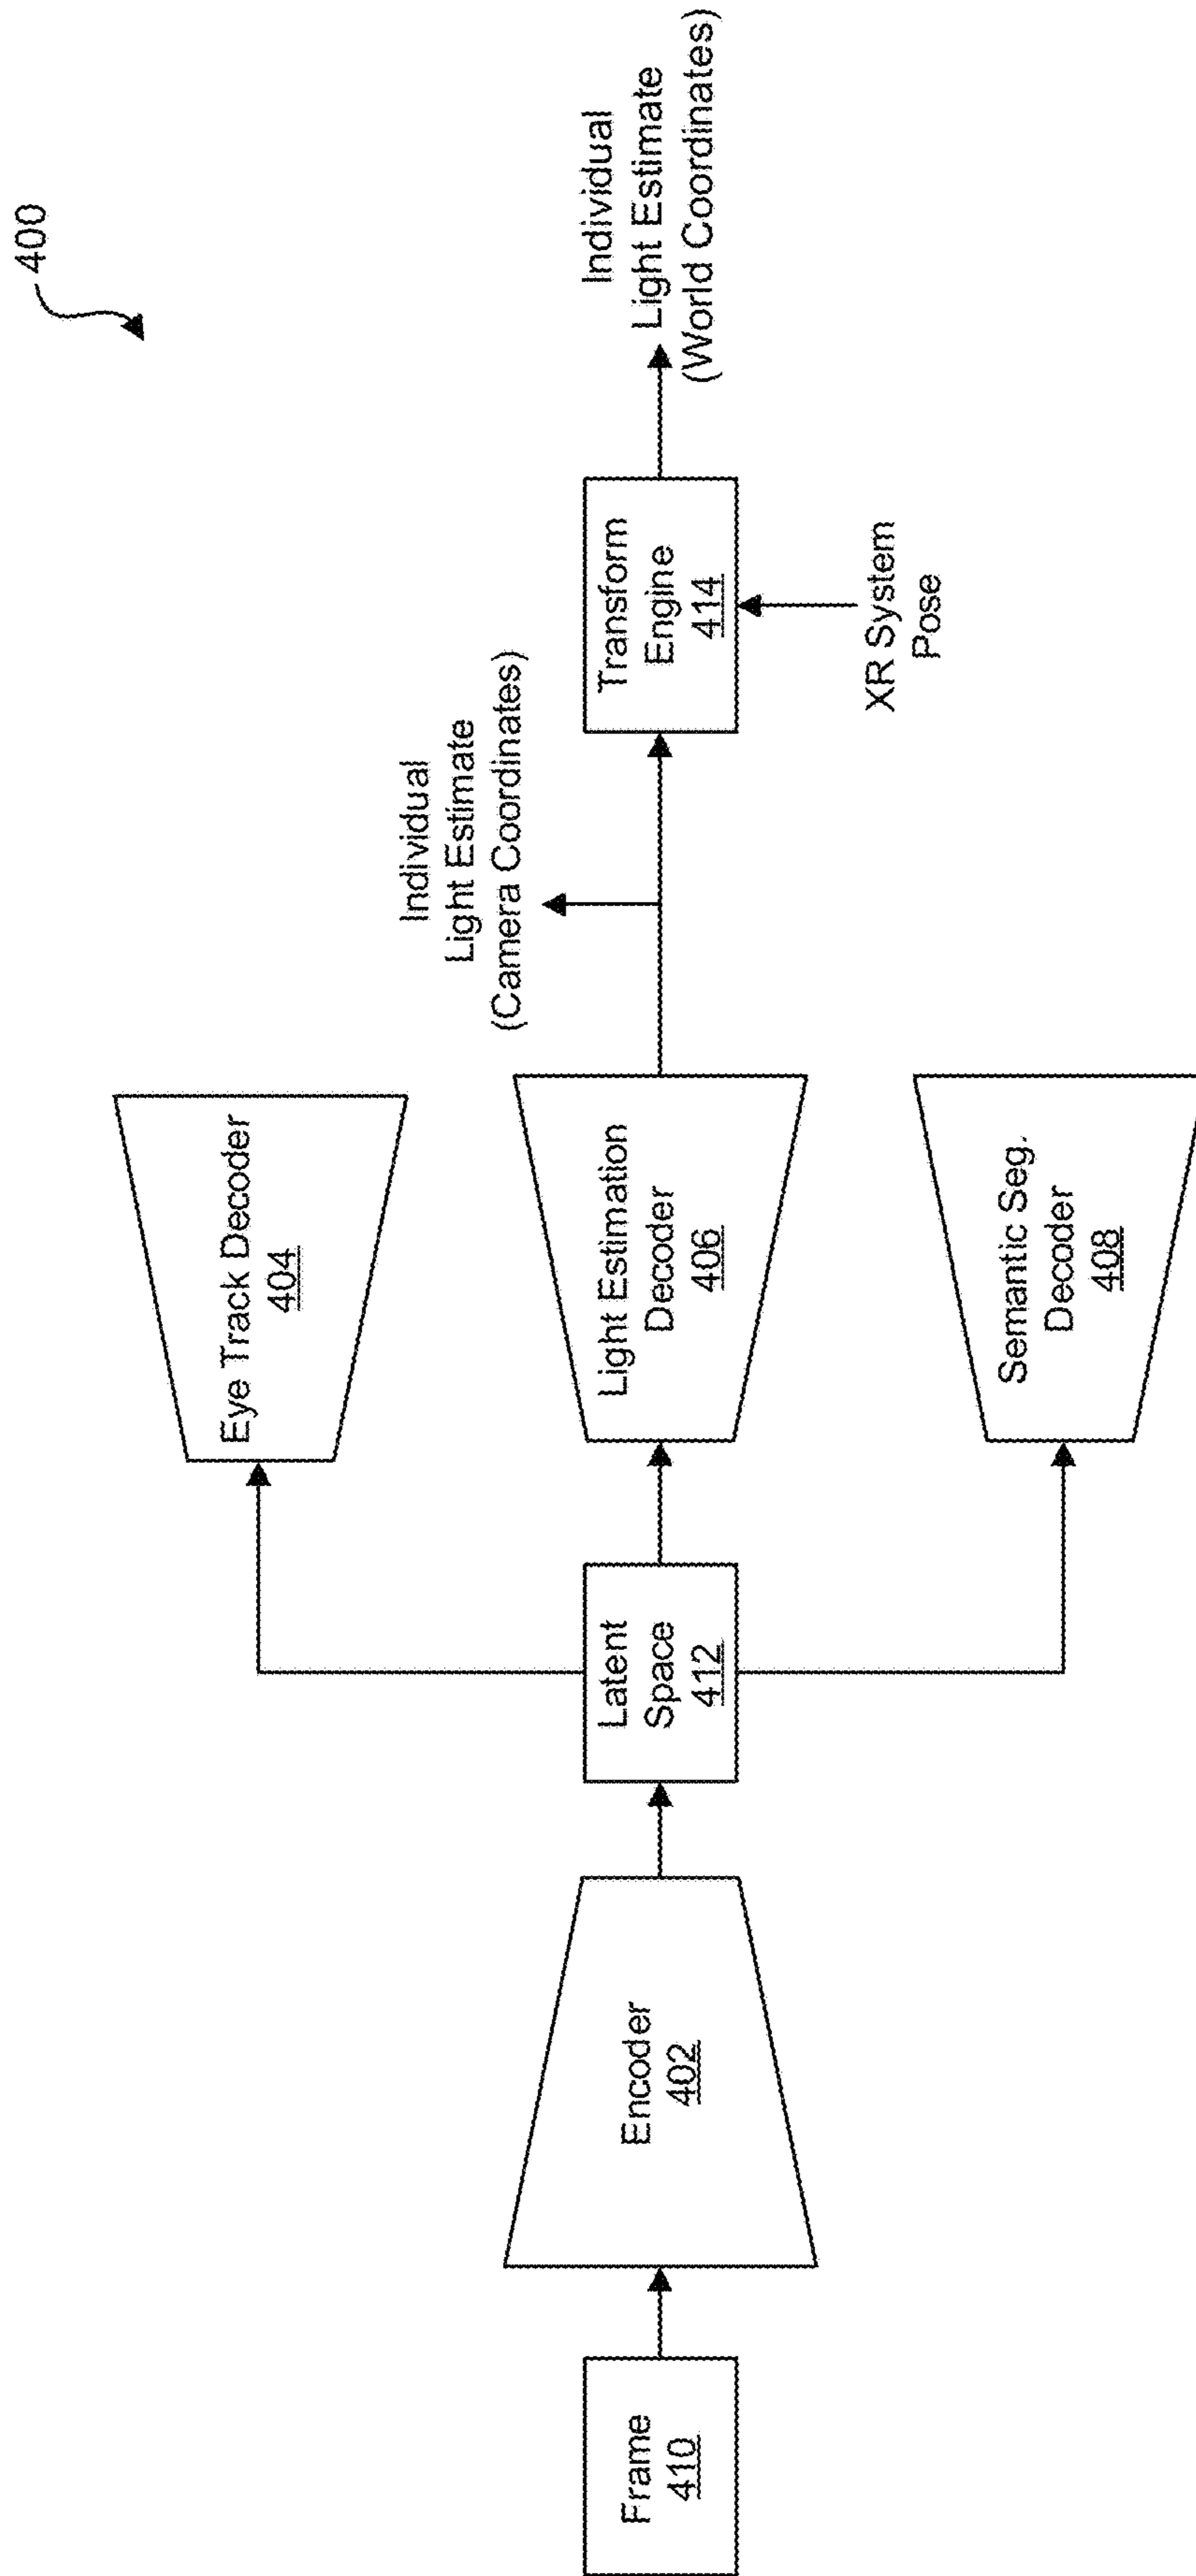 400
Frame
410
Encoder
402
Latent
Space
412
Eye Track Decoder
404
Light Estimation
Decoder
406
Semantic Seg.
Decoder
408
Individual
Light Estimate
(Camera Coordinates)
Transform
Engine
414
XR System
Pose
Individual
Light Estimate
(World Coordinates)